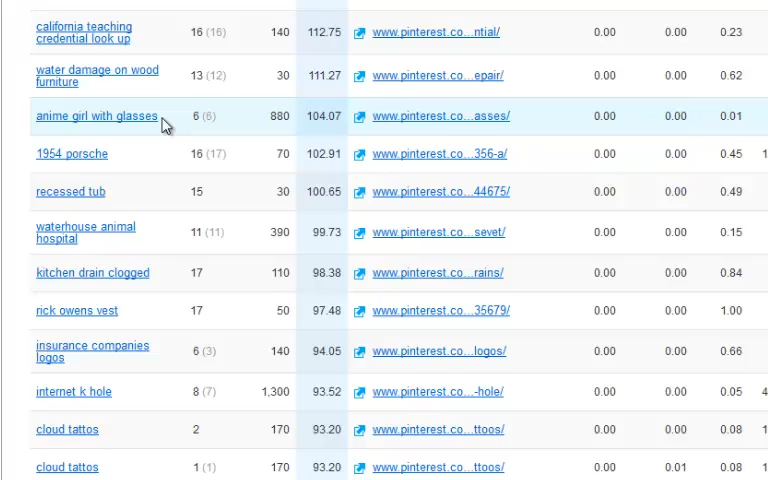 california teaching
credential look up 16 (16) 140 112.75 www.pinterest.co...ntial/ 0.00 0.00 0.23
water damage on wood
furniture 13 (12) 30 111.27 www.pinterest.co...epair/ 0.00 0.00 0.62
anime girl with glasses 6 (6) 880 104.07 www.pinterest.co...asses/ 0.00 0.00 0.01
1954 porsche 16 (17) 70 102.91 www.pinterest.co...356-a/ 0.00 0.00 0.45 1
recessed tub 15 30 100.65 www.pinterest.co...44675/ 0.00 0.00 0.49
waterhouse animal
hospital 11 (11) 390 99.73 www.pinterest.co...sevet/ 0.00 0.00 0.15
kitchen drain clogged 17 110 98.38 www.pinterest.co...rains/ 0.00 0.00 0.84
rick owens vest 17 50 97.48 www.pinterest.co...35679/ 0.00 0.00 1.00
insurance companies
logos 6 (3) 140 94.05 www.pinterest.co...logos/ 0.00 0.00 0.66
internet k hole 8 (7) 1,300 93.52 www.pinterest.co...-hole/ 0.00 0.00 0.05 4
cloud tattos 2 170 93.20 www.pinterest.co...ttoos/ 0.00 0.00 0.08 1
cloud tattos 1 (1) 170 93.20 www.pinterest.co...ttoos/ 0.00 0.01 0.08 1